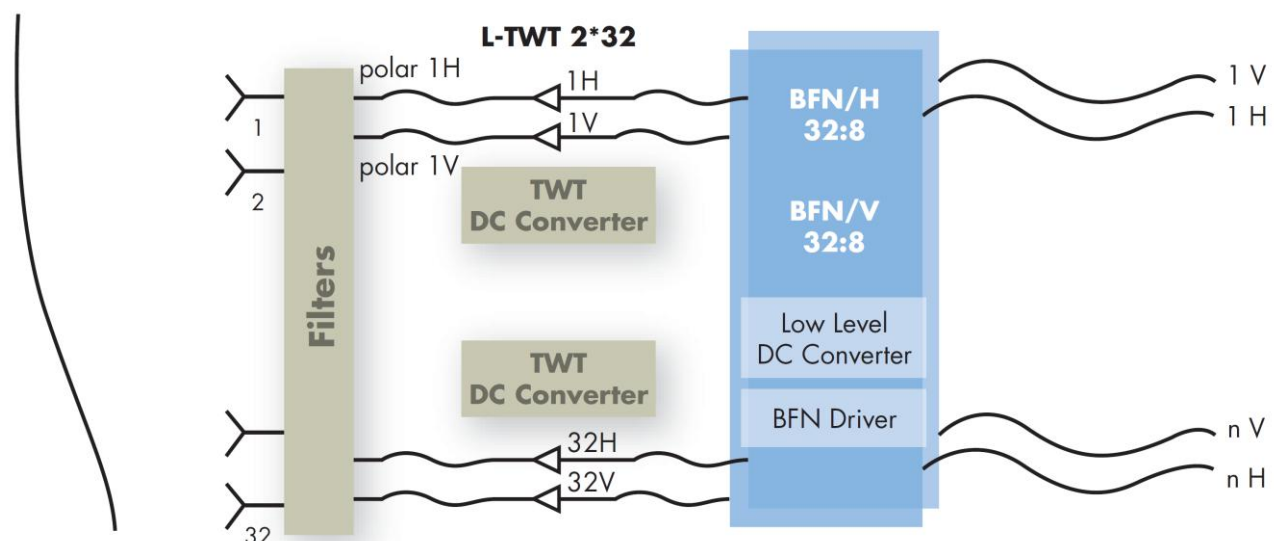 L-TWT 2*32
polar 1H
1H
1V
polar 1V
1
2
Filters
TWT
DC Converter
TWT
DC Converter
32H
32V
32
BFN/H
32:8
BFN/V
32:8
Low Level
DC Converter
BFN Driver
1 V
1 H
n V
n H